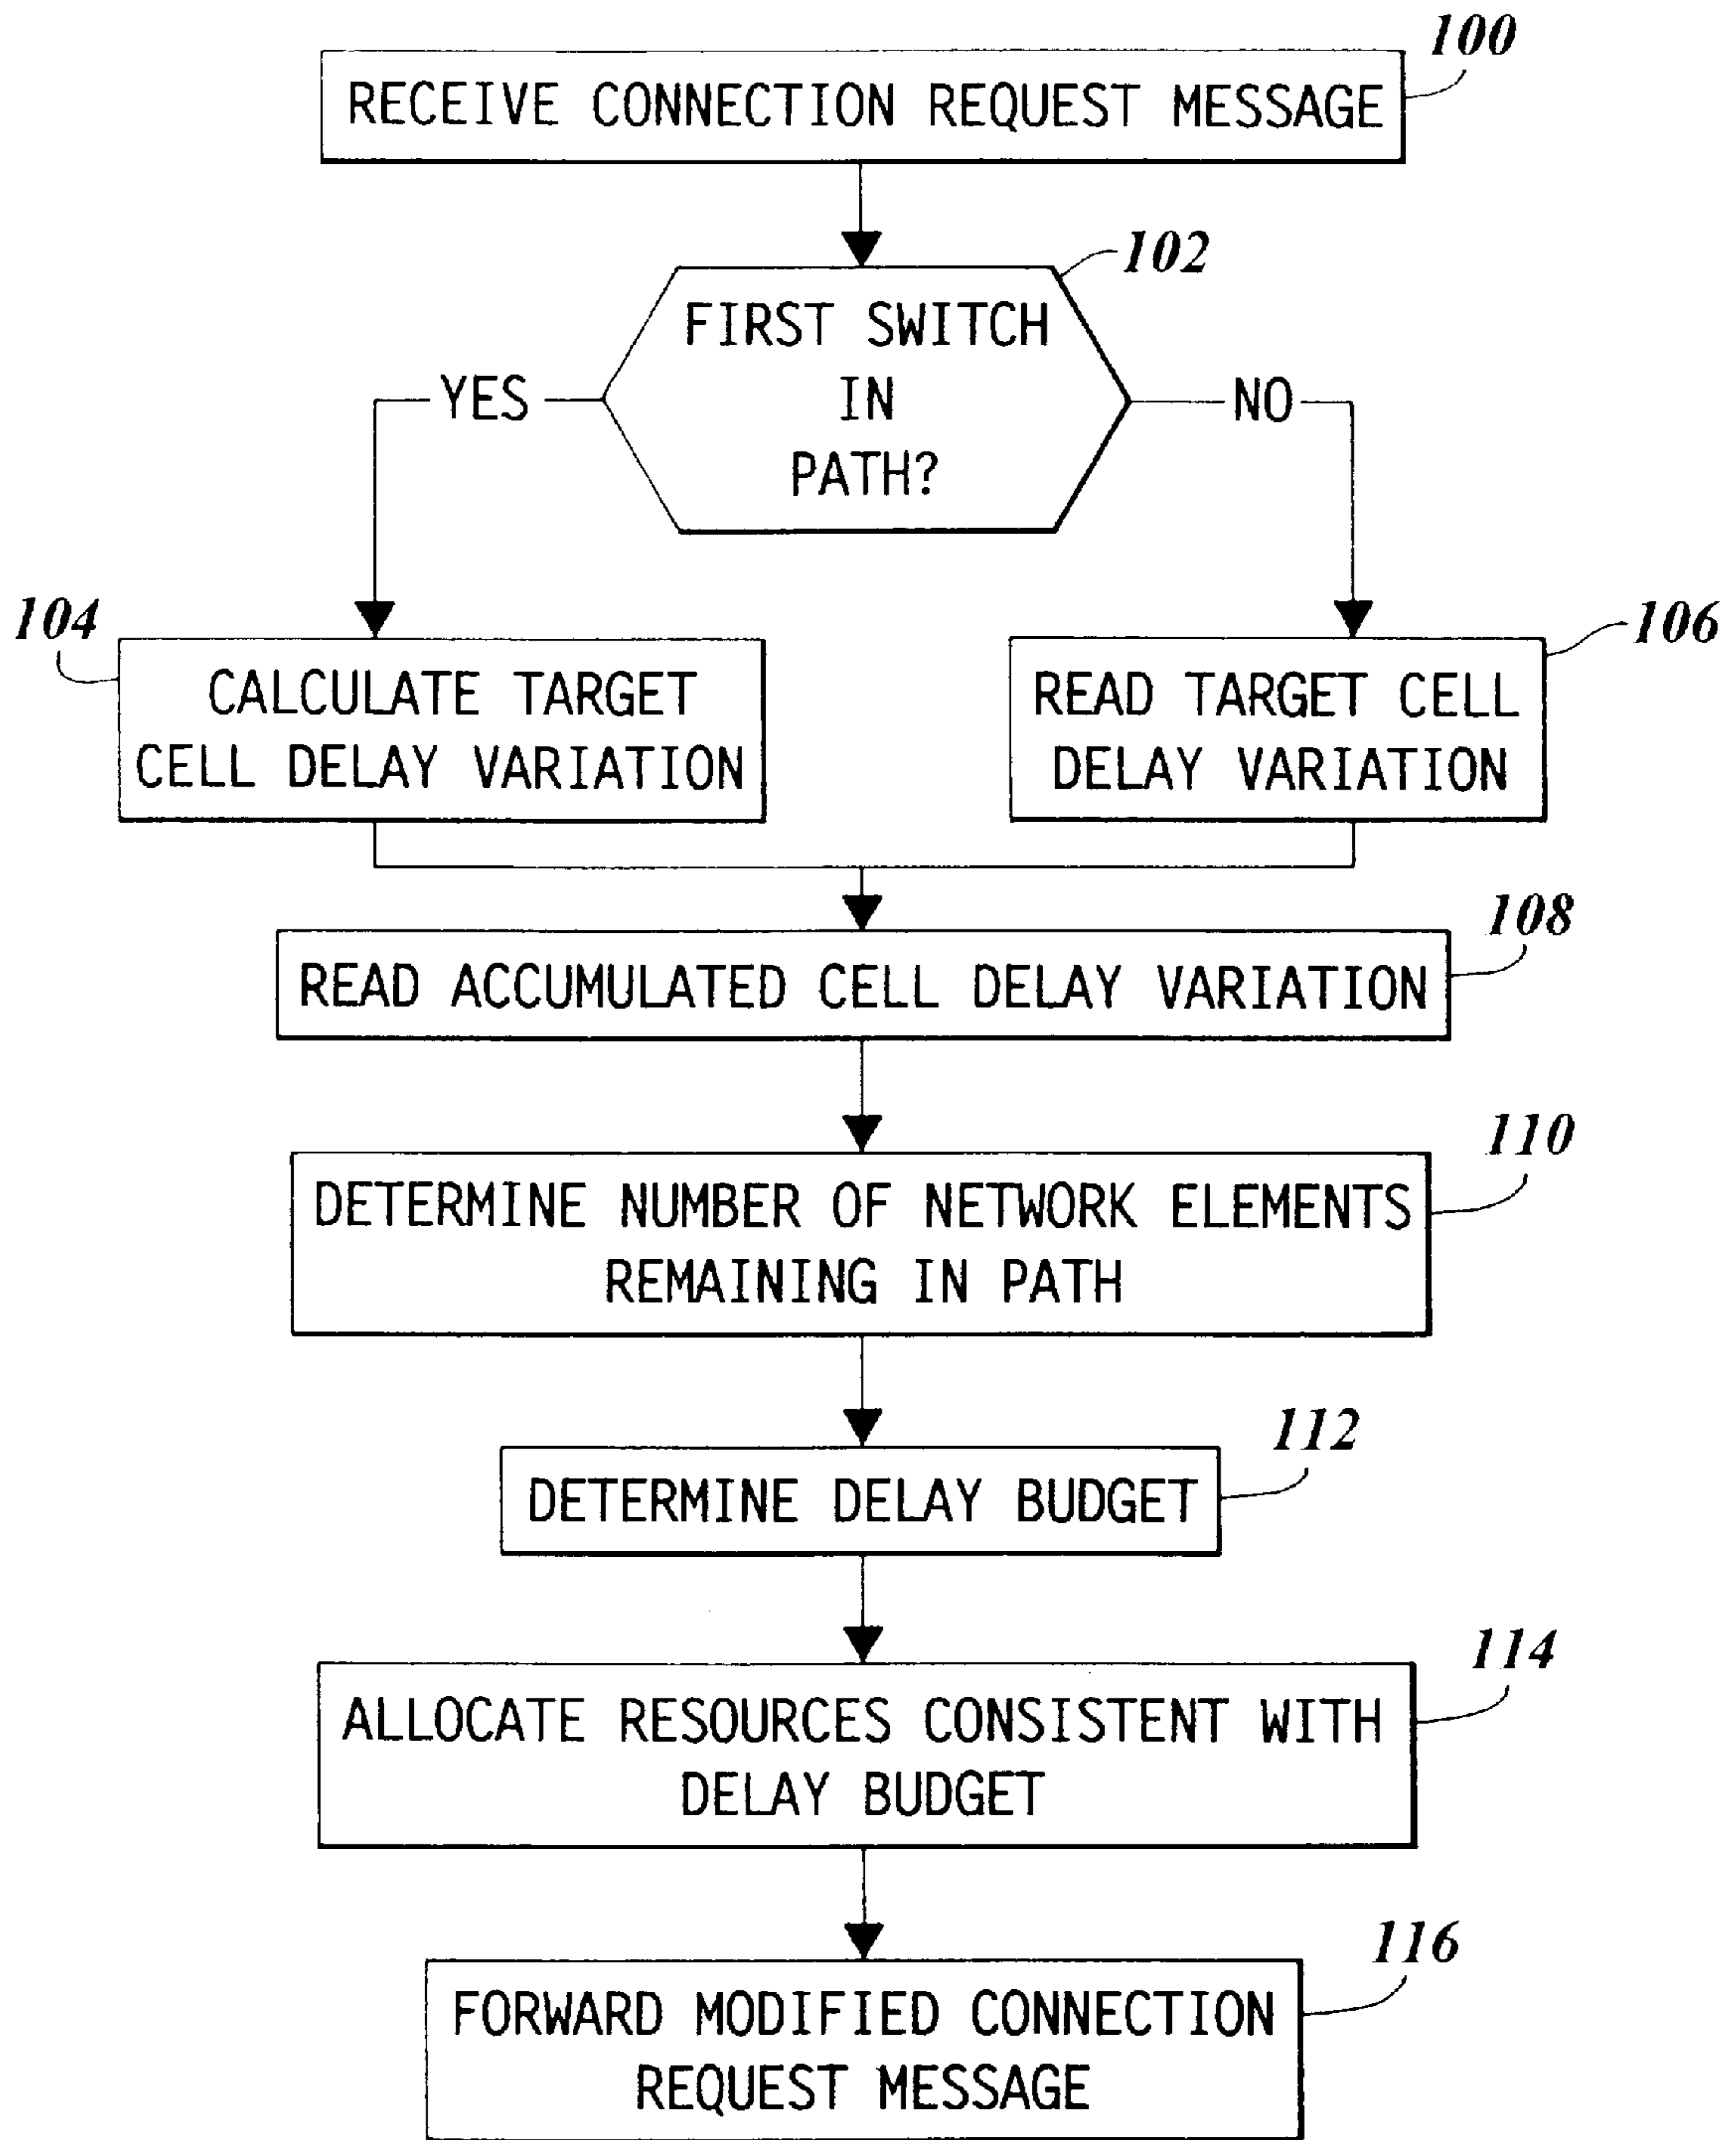 100
RECEIVE CONNECTION REQUEST MESSAGE
102
FIRST SWITCH
IN
PATH?
YES
NO
104
CALCULATE TARGET
CELL DELAY VARIATION
106
READ TARGET CELL
DELAY VARIATION
108
READ ACCUMULATED CELL DELAY VARIATION
110
DETERMINE NUMBER OF NETWORK ELEMENTS
REMAINING IN PATH
112
DETERMINE DELAY BUDGET
114
ALLOCATE RESOURCES CONSISTENT WITH
DELAY BUDGET
116
FORWARD MODIFIED CONNECTION
REQUEST MESSAGE